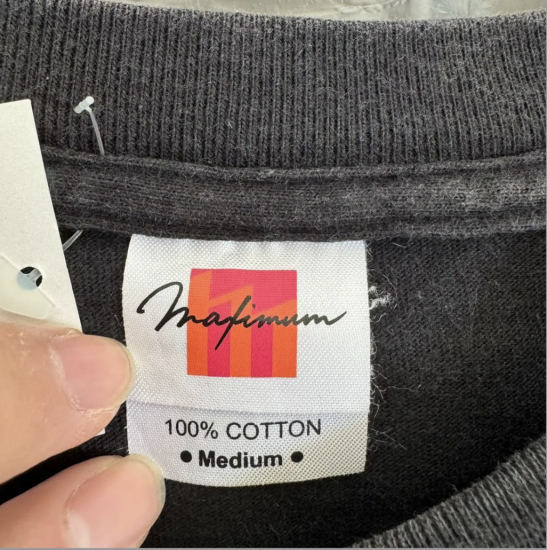 Maximum
100% COTTON
• Medium •